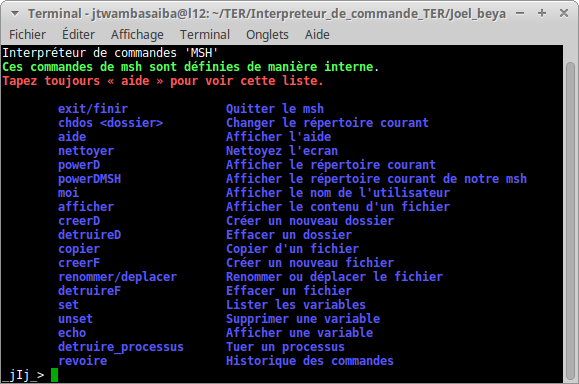 Terminal - jtwambasaiba@l12: ~/TER/Interpreteur_de_commande_TER/Joel_beya
Fichier Éditer Affichage Terminal Onglets Aide
Interpréteur de commandes 'MSH'
Ces commandes de msh sont définies de manière interne.
Tapez toujours « aide » pour voir cette liste.
exit/finir Quitter le msh
chdos <dossier> Changer le répertoire courant
aide Afficher l'aide
nettoyer Nettoyez l'ecran
powerD Afficher le répertoire courant
powerDMSH Afficher le répertoire courant de notre msh
moi Afficher le nom de l'utilisateur
afficher Afficher le contenu d'un fichier
creerD Créer un nouveau dossier
detruireD Effacer un dossier
copier Copier d'un fichier
creerF Créer un nouveau fichier
renommer/deplacer Renommer ou déplacer le fichier
detruireF Effacer un fichier
set Lister les variables
unset Supprimer une variable
echo Afficher une variable
detruire_processus Tuer un processus
revoire Historique des commandes
_jIj_>